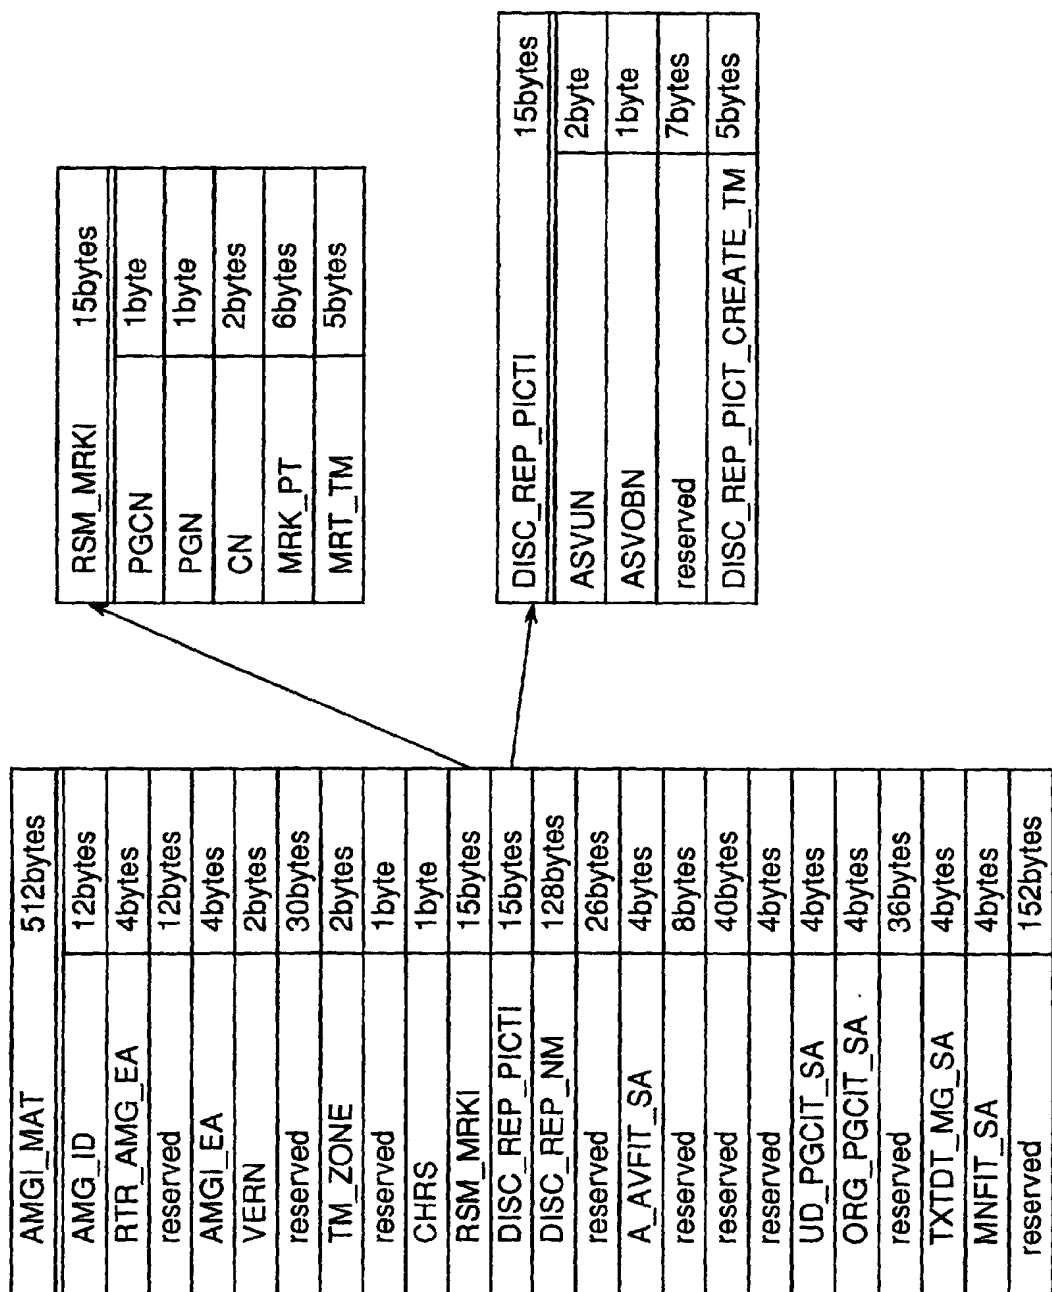 AMGI_MAT 512bytes
AMG_ID 12bytes
RTR_AMG_EA 4bytes
reserved 12bytes
AMGI_EA 4bytes
VERN 2bytes
reserved 30bytes
TM_ZONE 2bytes
reserved 1byte
CHRS 1byte
RSM_MRKI 15bytes
DISC_REP_PICTI 15bytes
DISC_REP_NM 128bytes
reserved 26bytes
A_AVFIT_SA 4bytes
reserved 8bytes
reserved 40bytes
reserved 4bytes
UD_PGCIT_SA 4bytes
ORG_PGCIT_SA 4bytes
reserved 36bytes
TXTDT_MG_SA 4bytes
MNFIT_SA 4bytes
reserved 152bytes
RSM_MRKI 15bytes
PGCN 1byte
PGN 1byte
CN 2bytes
MRK_PT 6bytes
MRT_TM 5bytes
DISC_REP_PICTI 15bytes
ASVUN 2byte
ASVOBN 1byte
reserved 7bytes
DISC_REP_PICT_CREATE_TM 5bytes